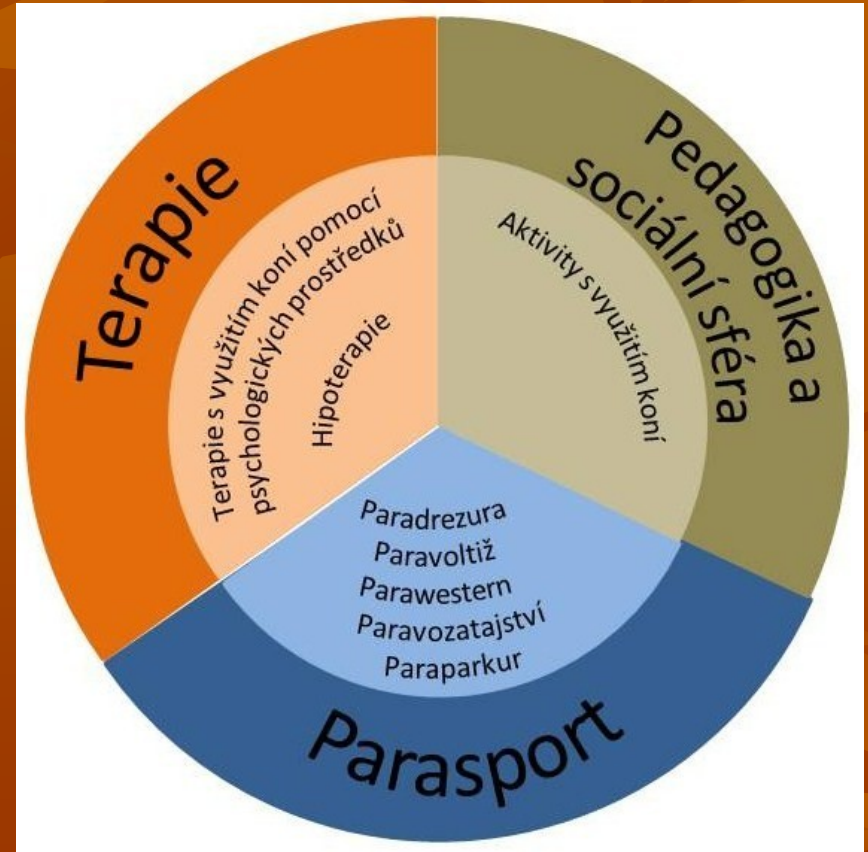 Terapie
Terapie s využitím koní pomocí
psychologických prostředků
Hipoterapie
Pedagogika a
sociální sféra
Aktivity s využitím koní
Paradrezura
Paravoltiž
Parawestern
Paravozatajství
Paraparkur
Parasport